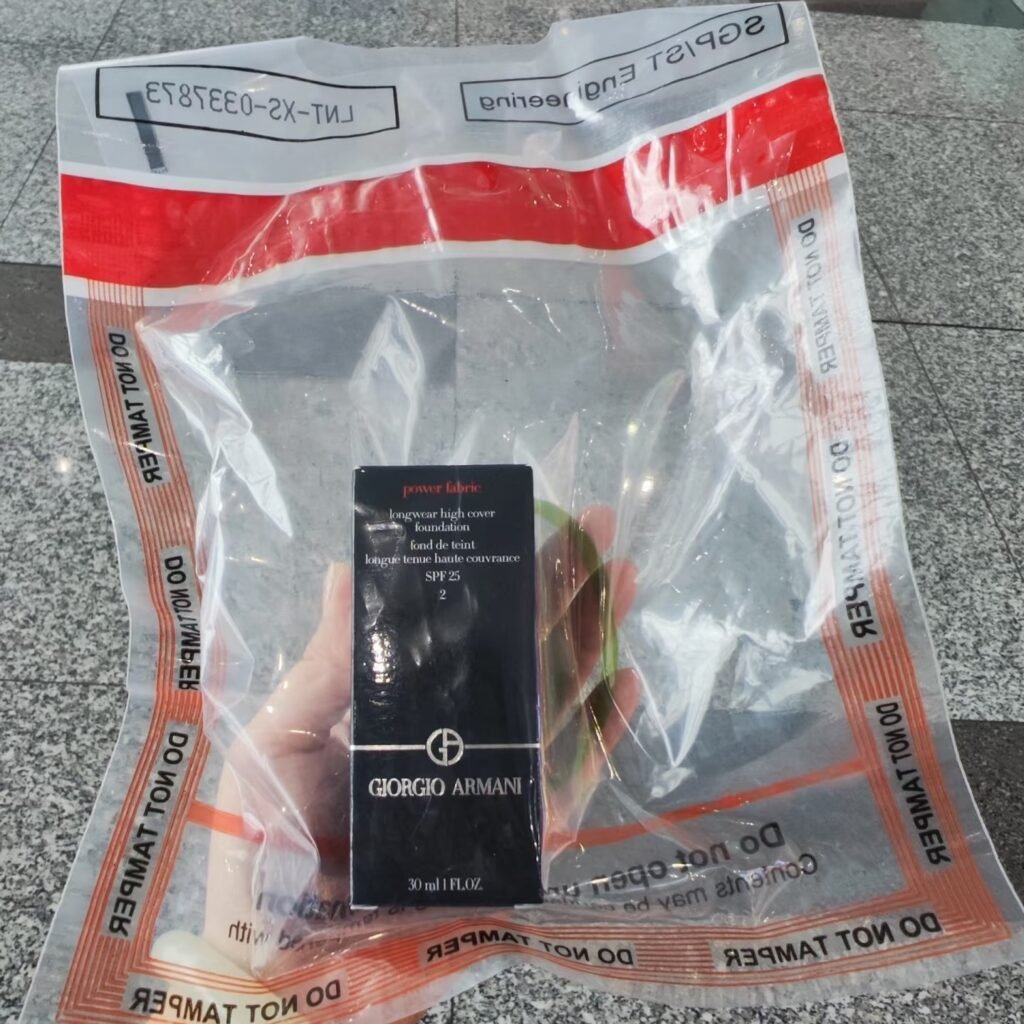 SGP/ST Engineering
LNT-XS-0337873
DO NOT TAMPER
DO NOT TAMPER
DO NOT TAMPER
DO NOT TAMPER
DO NOT TAMPER
power fabric
longwear high cover
foundation
fond de teint
longue tenue haute couvrance
SPF 25
2
GIORGIO ARMANI
30 ml 1 FL.OZ
DO NOT TAMPER
Do not open un
Contents may be
DO NOT TAMPER
DO NOT TAMPER
DO NOT TAMPER